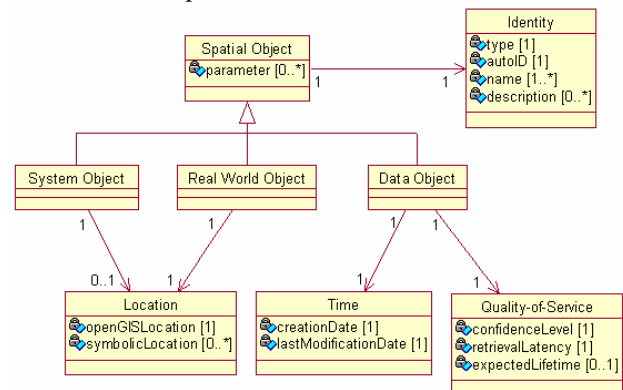 Identity
type [1]
autoID [1]
name [1..*]
description [0..*]
Spatial Object
parameter [0..*]
1
1
System Object
Real World Object
Data Object
1
0..1
1
1
1
1
1
1
Location
openGISLocation [1]
symbolicLocation [0..*]
Time
creationDate [1]
lastModificationDate [1]
Quality-of-Service
confidenceLevel [1]
retrievalLatency [1]
expectedLifetime [0..1]